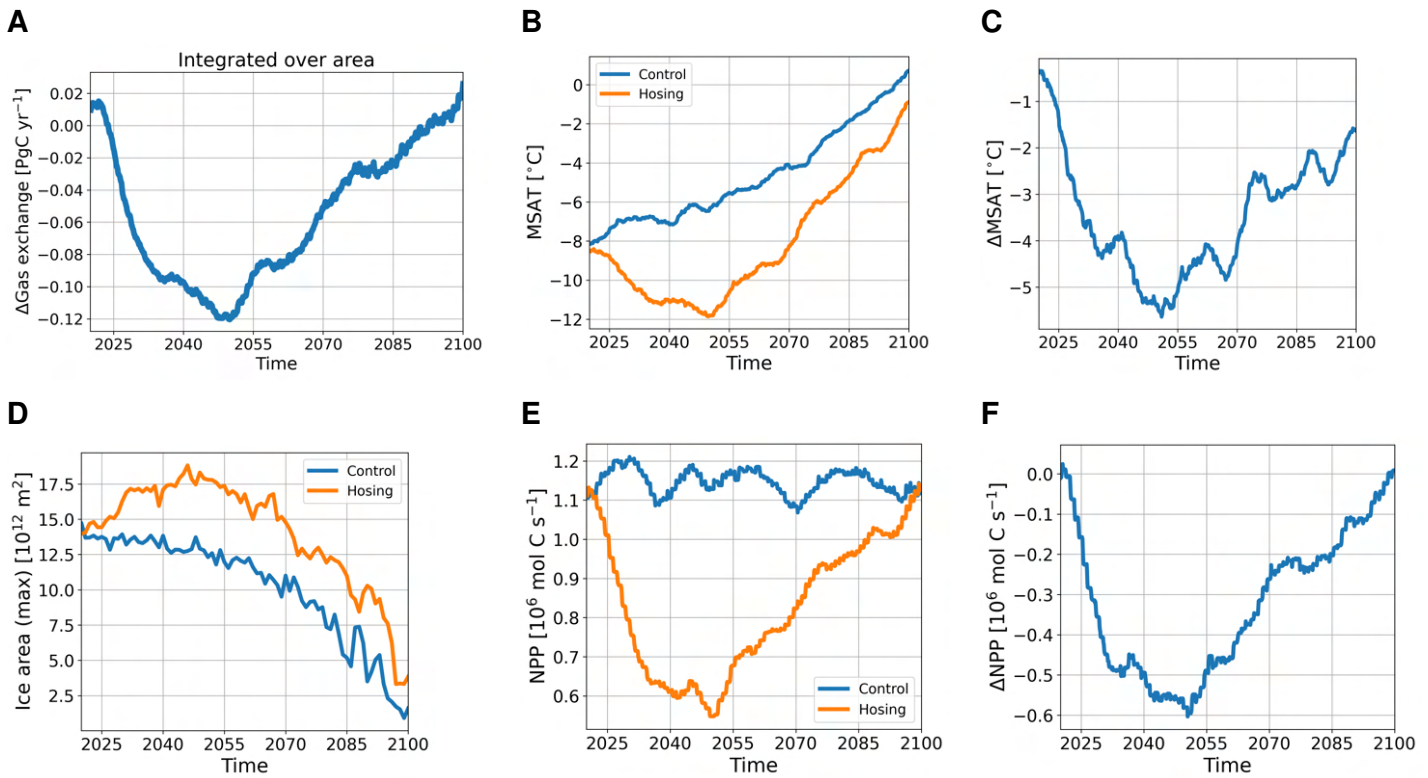 A
Integrated over area
ΔGas exchange [PgC yr⁻¹]
0.02
0.00
−0.02
−0.04
−0.06
−0.08
−0.10
−0.12
2025 2040 2055 2070 2085 2100
Time
B
Control
Hosing
MSAT [°C]
0
−2
−4
−6
−8
−10
−12
2025 2040 2055 2070 2085 2100
Time
C
ΔMSAT [°C]
−1
−2
−3
−4
−5
2025 2040 2055 2070 2085 2100
Time
D
Control
Hosing
Ice area (max) [10¹² m²]
17.5
15.0
12.5
10.0
7.5
5.0
2.5
2025 2040 2055 2070 2085 2100
Time
E
NPP [10⁶ mol C s⁻¹]
1.2
1.1
1.0
0.9
0.8
0.7
0.6
Control
Hosing
2025 2040 2055 2070 2085 2100
Time
F
ΔNPP [10⁶ mol C s⁻¹]
0.0
−0.1
−0.2
−0.3
−0.4
−0.5
−0.6
2025 2040 2055 2070 2085 2100
Time